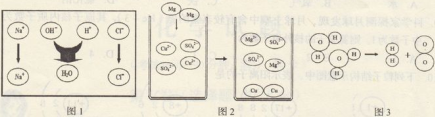 Na⁺ OH⁻ H⁺ Cl⁻
H₂O
Na⁺ Cl⁻
图 1
Mg Mg
Cu²⁺ SO₄²⁻
SO₄²⁻ Cu²⁺
Mg²⁺ SO₄²⁻
SO₄²⁻ Mg²⁺
Cu Cu
图 2
O H H O
O H H
H H + O O
图 3